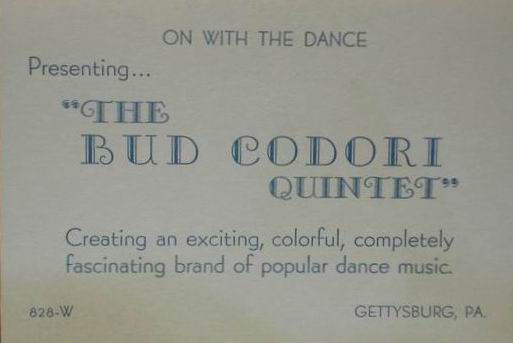 ON WITH THE DANCE
Presenting...
"THE
BUD CODORI
QUINTET"
Creating an exciting, colorful, completely
fascinating brand of popular dance music.
828-W GETTYSBURG, PA.